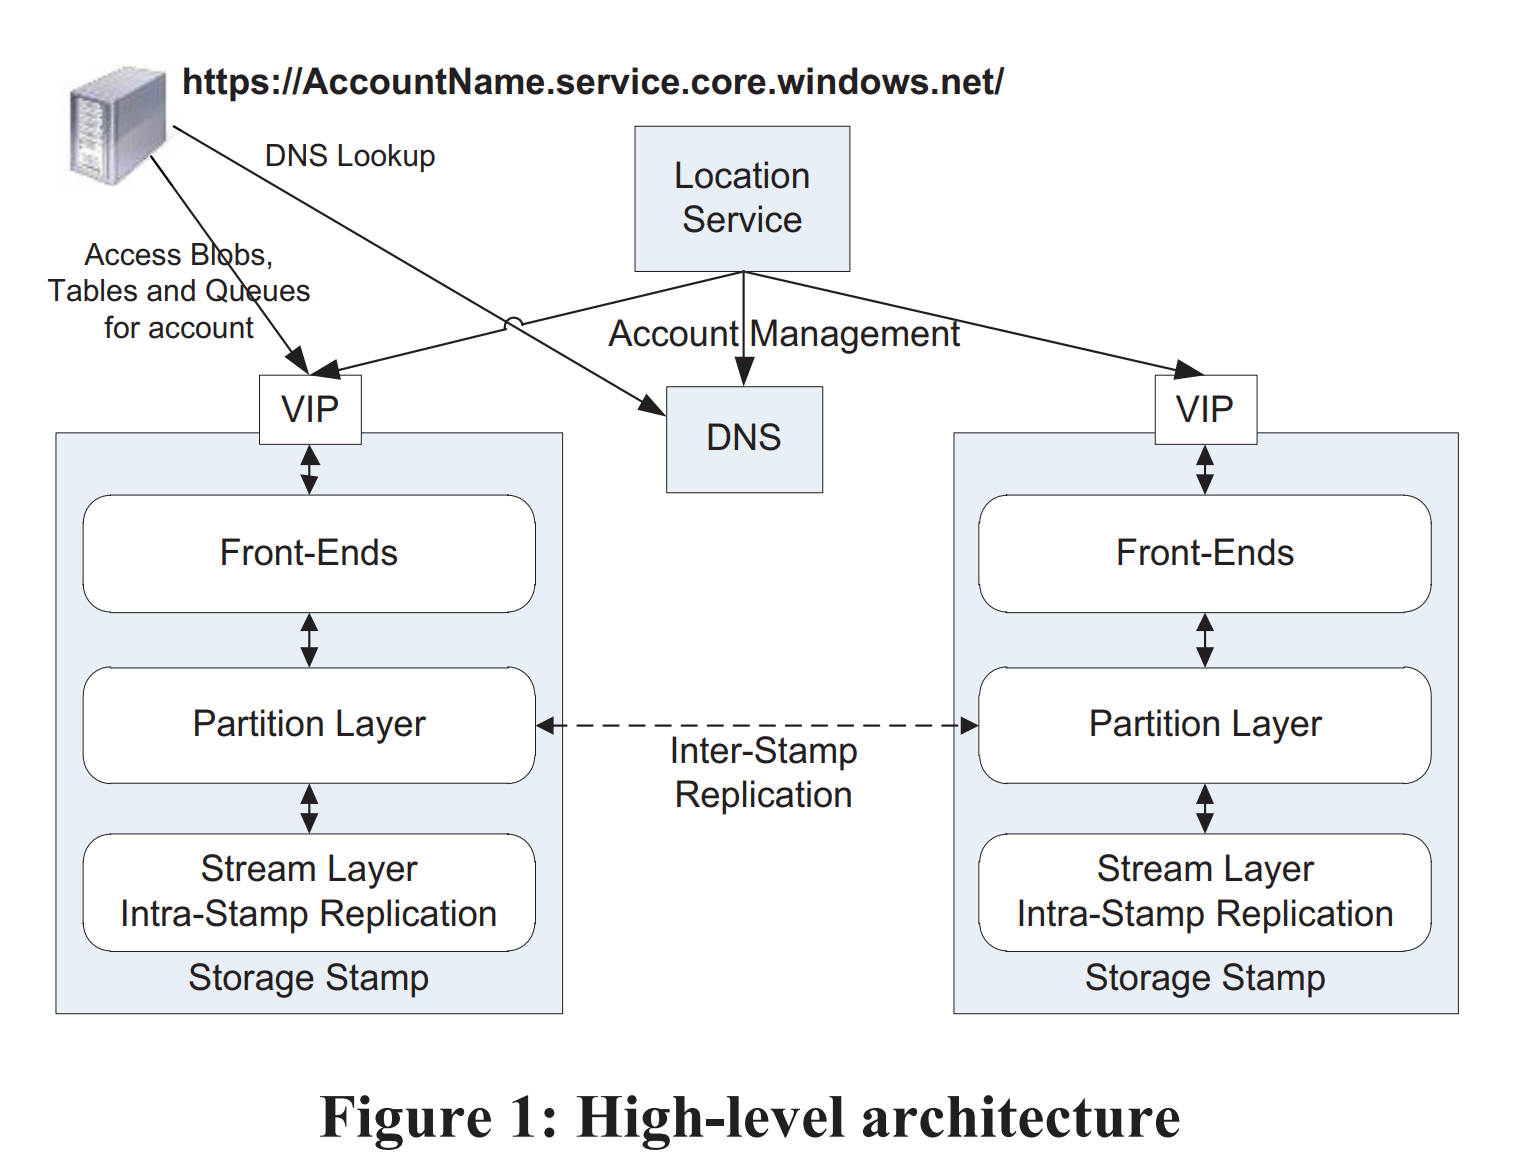 https://AccountName.service.core.windows.net/
DNS Lookup
Location
Service
Access Blobs,
Tables and Queues
for account
Account Management
VIP
DNS
VIP
Front-Ends
Front-Ends
Partition Layer
Partition Layer
Inter-Stamp
Replication
Stream Layer
Intra-Stamp Replication
Storage Stamp
Stream Layer
Intra-Stamp Replication
Storage Stamp
Figure 1: High-level architecture